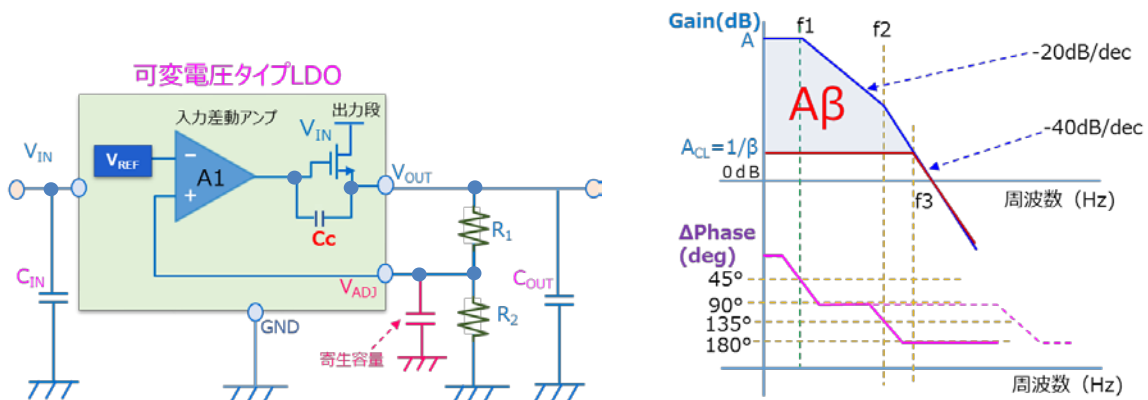 可変電圧タイプLDO
入力差動アンプ
出力段
VIN
VIN
VREF
−
A1
+
VOUT
Cc
R1
CIN
VADJ
COUT
R2
GND
寄生容量
Gain(dB)
f1
f2
A
-20dB/dec
Aβ
-40dB/dec
ACL=1/β
0dB
f3
周波数（Hz)
ΔPhase
(deg)
45°
90°
135°
180°
周波数（Hz)